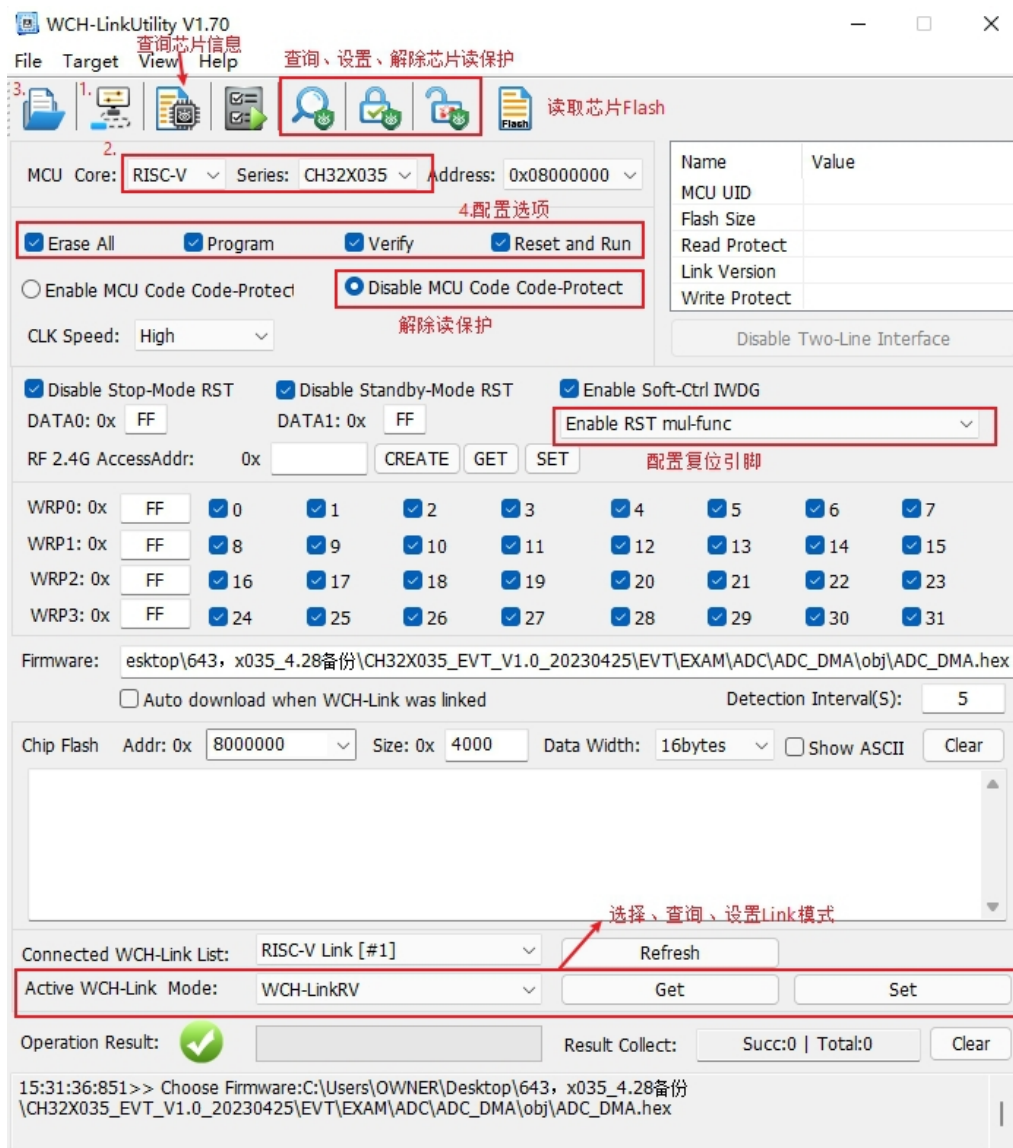 WCH-LinkUtility V1.70
查询芯片信息
File Target View Help
查询、设置、解除芯片读保护
3.
1.
Flash
读取芯片Flash
2.
MCU Core: RISC-V Series: CH32X035 Address: 0x08000000
Name Value
MCU UID
Flash Size
Read Protect
Link Version
Write Protect
4.配置选项
Erase All Program Verify Reset and Run
Enable MCU Code Code-Protect Disable MCU Code Code-Protect
解除读保护
CLK Speed: High
Disable Two-Line Interface
Disable Stop-Mode RST Disable Standby-Mode RST Enable Soft-Ctrl IWDG
DATA0: 0x FF DATA1: 0x FF Enable RST mul-func
RF 2.4G AccessAddr: 0x CREATE GET SET
配置复位引脚
WRP0: 0x FF 0 1 2 3 4 5 6 7
WRP1: 0x FF 8 9 10 11 12 13 14 15
WRP2: 0x FF 16 17 18 19 20 21 22 23
WRP3: 0x FF 24 25 26 27 28 29 30 31
Firmware: esktop\643，x035_4.28备份\CH32X035_EVT_V1.0_20230425\EVT\EXAM\ADC\ADC_DMA\obj\ADC_DMA.hex
Auto download when WCH-Link was linked Detection Interval(S): 5
Chip Flash Addr: 0x 8000000 Size: 0x 4000 Data Width: 16bytes Show ASCII Clear
选择、查询、设置Link模式
Connected WCH-Link List: RISC-V Link [#1] Refresh
Active WCH-Link Mode: WCH-LinkRV Get Set
Operation Result: Result Collect: Succ:0 | Total:0 Clear
15:31:36:851>> Choose Firmware:C:\Users\OWNER\Desktop\643，x035_4.28备份
\CH32X035_EVT_V1.0_20230425\EVT\EXAM\ADC\ADC_DMA\obj\ADC_DMA.hex